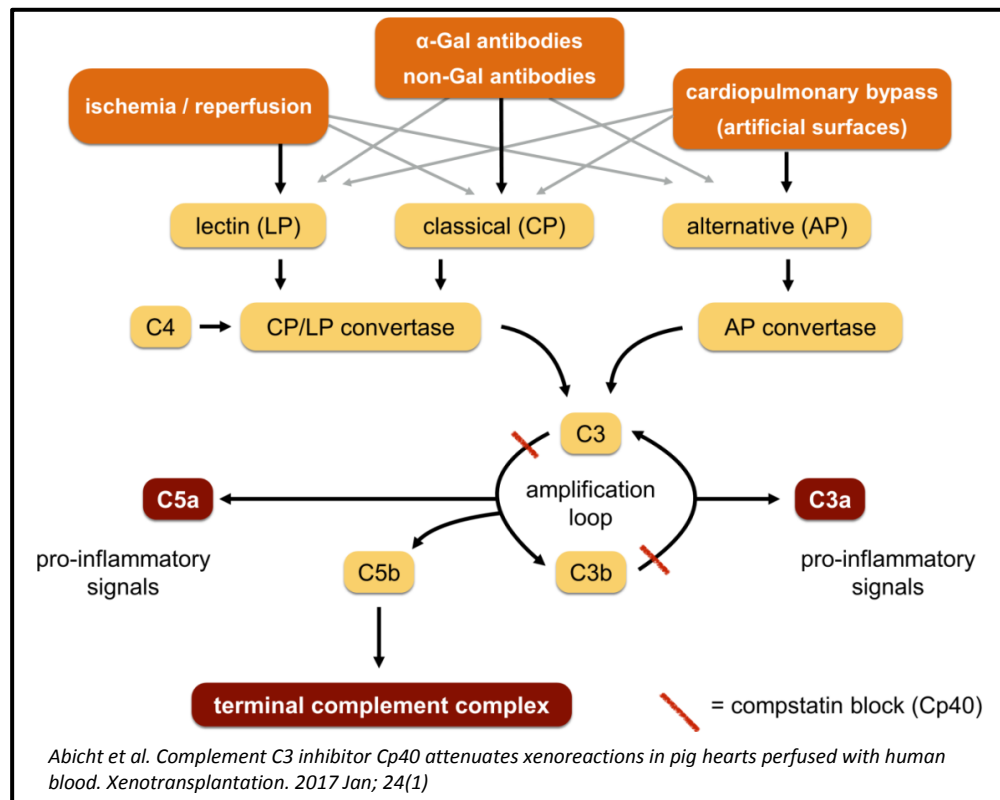 α-Gal antibodies
non-Gal antibodies
ischemia / reperfusion
cardiopulmonary bypass
(artificial surfaces)
lectin (LP)
classical (CP)
alternative (AP)
C4
CP/LP convertase
AP convertase
C3
C5a
amplification
loop
C3a
pro-inflammatory
signals
C5b
C3b
pro-inflammatory
signals
terminal complement complex
= compstatin block (Cp40)
Abicht et al. Complement C3 inhibitor Cp40 attenuates xenoreactions in pig hearts perfused with human
blood. Xenotransplantation. 2017 Jan; 24(1)